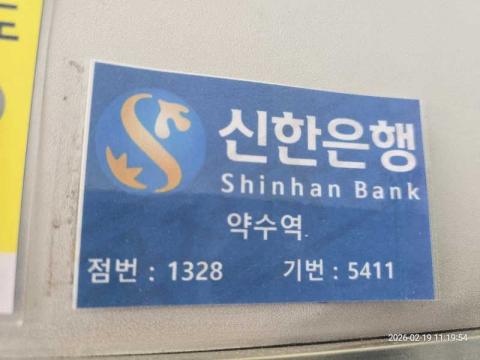 신한은행
Shinhan Bank
약수역.
점번 : 1328 기번 : 5411
2026-02-19 11:19:54